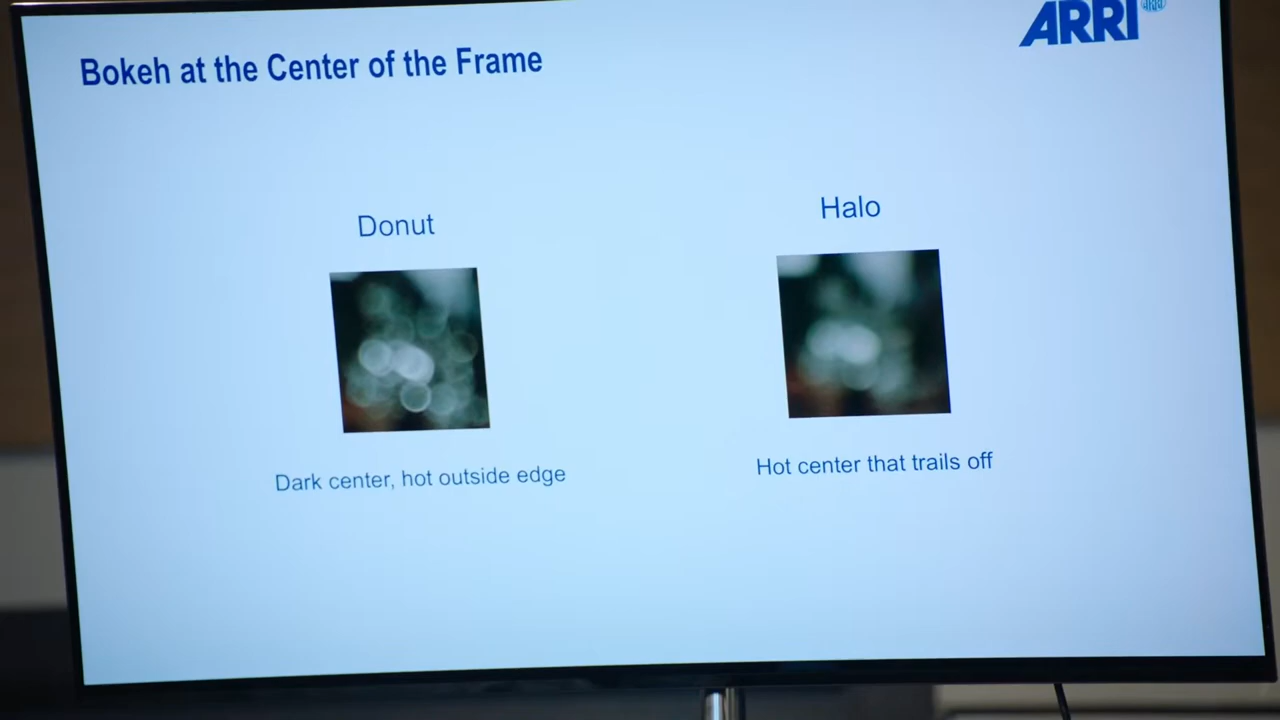 ARRI
Bokeh at the Center of the Frame
Donut
Halo
Dark center, hot outside edge
Hot center that trails off